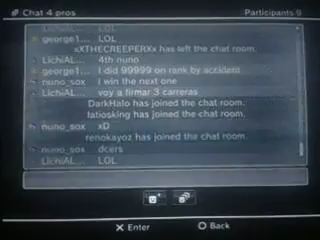 Chat 4 pros Participants 9
LichiAL... LOL
george1... LOL
xXTHECREEPERXx has left the chat room.
LichiAL... 4th nuno
george1... I did 99999 on rank by accident
nuno_sox i win the next one
LichiAL... voy a firmar 3 carreras
DarkHalo has joined the chat room.
latiosking has joined the chat room.
nuno_sox xD
renokayoz has joined the chat room.
nuno_sox dcers
LichiAL... LOL
Enter Back